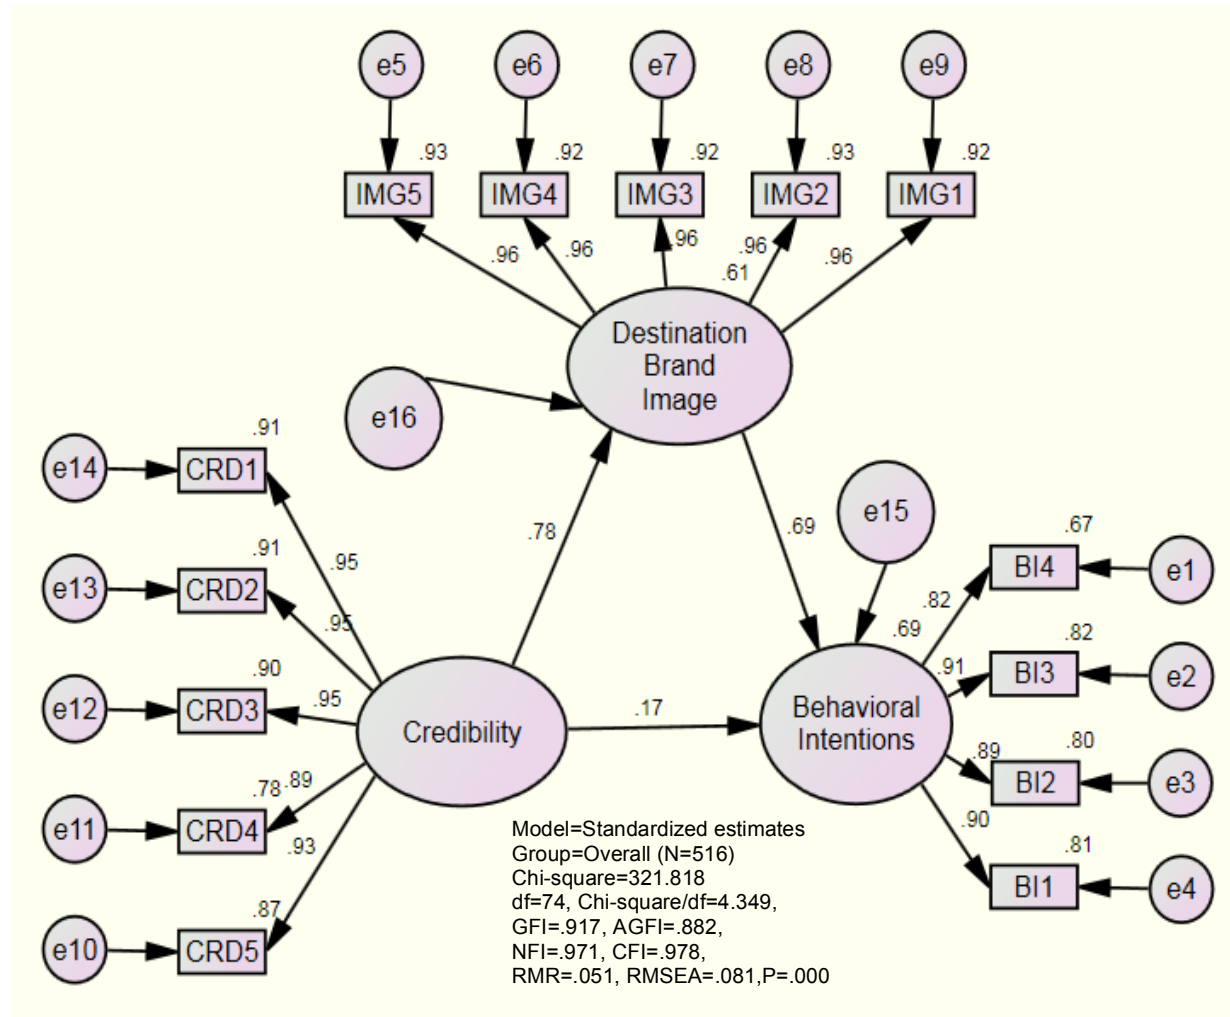 e5 e6 e7 e8 e9
.93 .92 .92 .93 .92
IMG5 IMG4 IMG3 IMG2 IMG1
.96 .96 .96 .96 .96
.61
Destination
Brand
Image
e16
.91
e14 CRD1
.95
.78
.69
e15
.91
e13 CRD2
.95
.67
BI4 e1
.82
.69
.90
e12 CRD3
.95
.82
BI3 e2
.91
Credibility
.17
Behavioral
Intentions
.78
e11 CRD4
.89
.80
BI2 e3
.89
.93
.87
e10 CRD5
.90
.81
BI1 e4
Model=Standardized estimates
Group=Overall (N=516)
Chi-square=321.818
df=74, Chi-square/df=4.349,
GFI=.917, AGFI=.882,
NFI=.971, CFI=.978,
RMR=.051, RMSEA=.081,P=.000